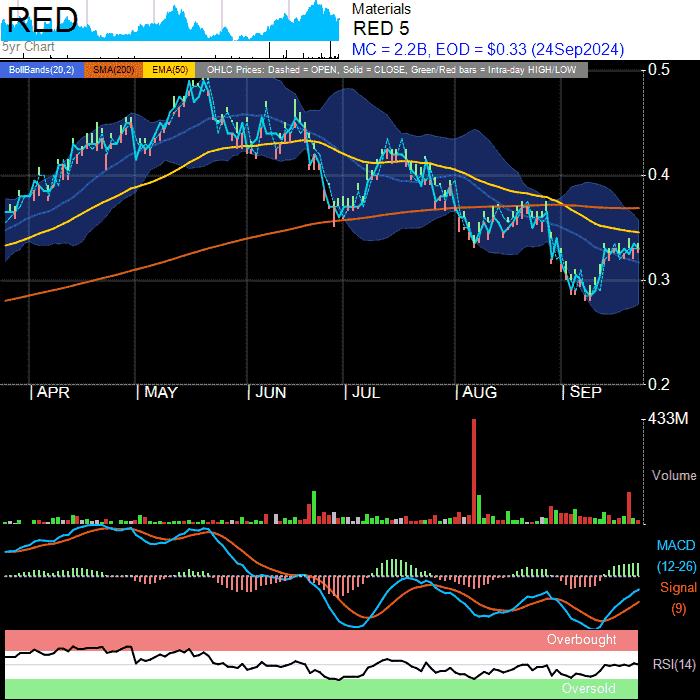 RED
5yr Chart
Materials
RED 5
MC = 2.2B, EOD = $0.33 (24Sep2024)
BollBands(20,2) SMA(200) EMA(50) OHLC Prices: Dashed = OPEN, Solid = CLOSE, Green/Red bars = Intra-day HIGH/LOW
0.5
0.4
0.3
0.2
|APR |MAY |JUN |JUL |AUG |SEP
433M
Volume
MACD
(12-26)
Signal
(9)
Overbought
RSI(14)
Oversold